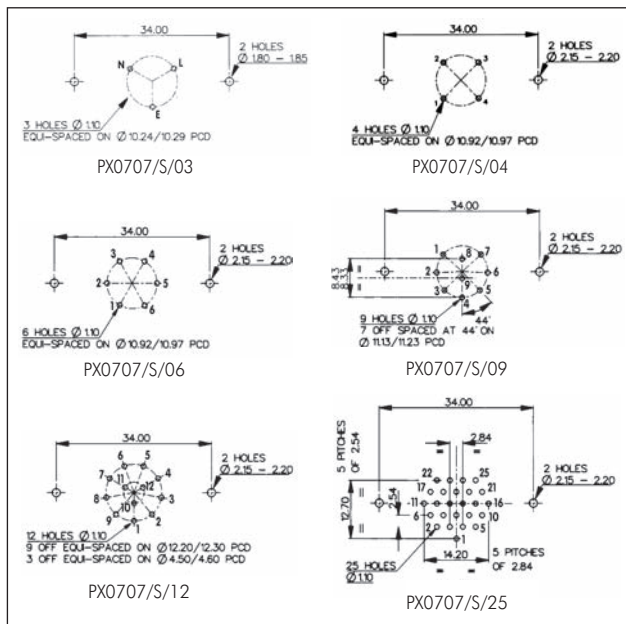 34.00
2 HOLES
Ø 1.80 - 1.85
N
L
E
3 HOLES Ø 1.10
EQUI-SPACED ON Ø 10.24/10.29 PCD
PX0707/S/03
34.00
2 HOLES
Ø 2.15 - 2.20
2
3
1
4
4 HOLES Ø 1.10
EQUI-SPACED ON Ø 10.92/10.97 PCD
PX0707/S/04
34.00
2 HOLES
Ø 2.15 - 2.20
3
4
2
5
1
6
6 HOLES Ø 1.10
EQUI-SPACED ON Ø 10.92/10.97 PCD
PX0707/S/06
34.00
2 HOLES
Ø 2.15 - 2.20
8.43
8.33
1
8
7
2
6
9
3
5
4
44°
9 HOLES Ø 1.10
7 OFF SPACED AT 44° ON
Ø 11.13/11.23 PCD
PX0707/S/09
34.00
2 HOLES
Ø 2.15 - 2.20
6
5
7
4
11
12
8
3
10
9
2
1
12 HOLES Ø 1.10
9 OFF EQUI-SPACED ON Ø 12.20/12.30 PCD
3 OFF EQUI-SPACED ON Ø 4.50/4.60 PCD
PX0707/S/12
34.00
2.84
5 PITCHES
OF 2.54
2 HOLES
Ø 2.15 - 2.20
22
25
17
21
12.70
2.54
11
16
6
10
2
5
1
25 HOLES
Ø 1.10
14.20
5 PITCHES
OF 2.84
PX0707/S/25